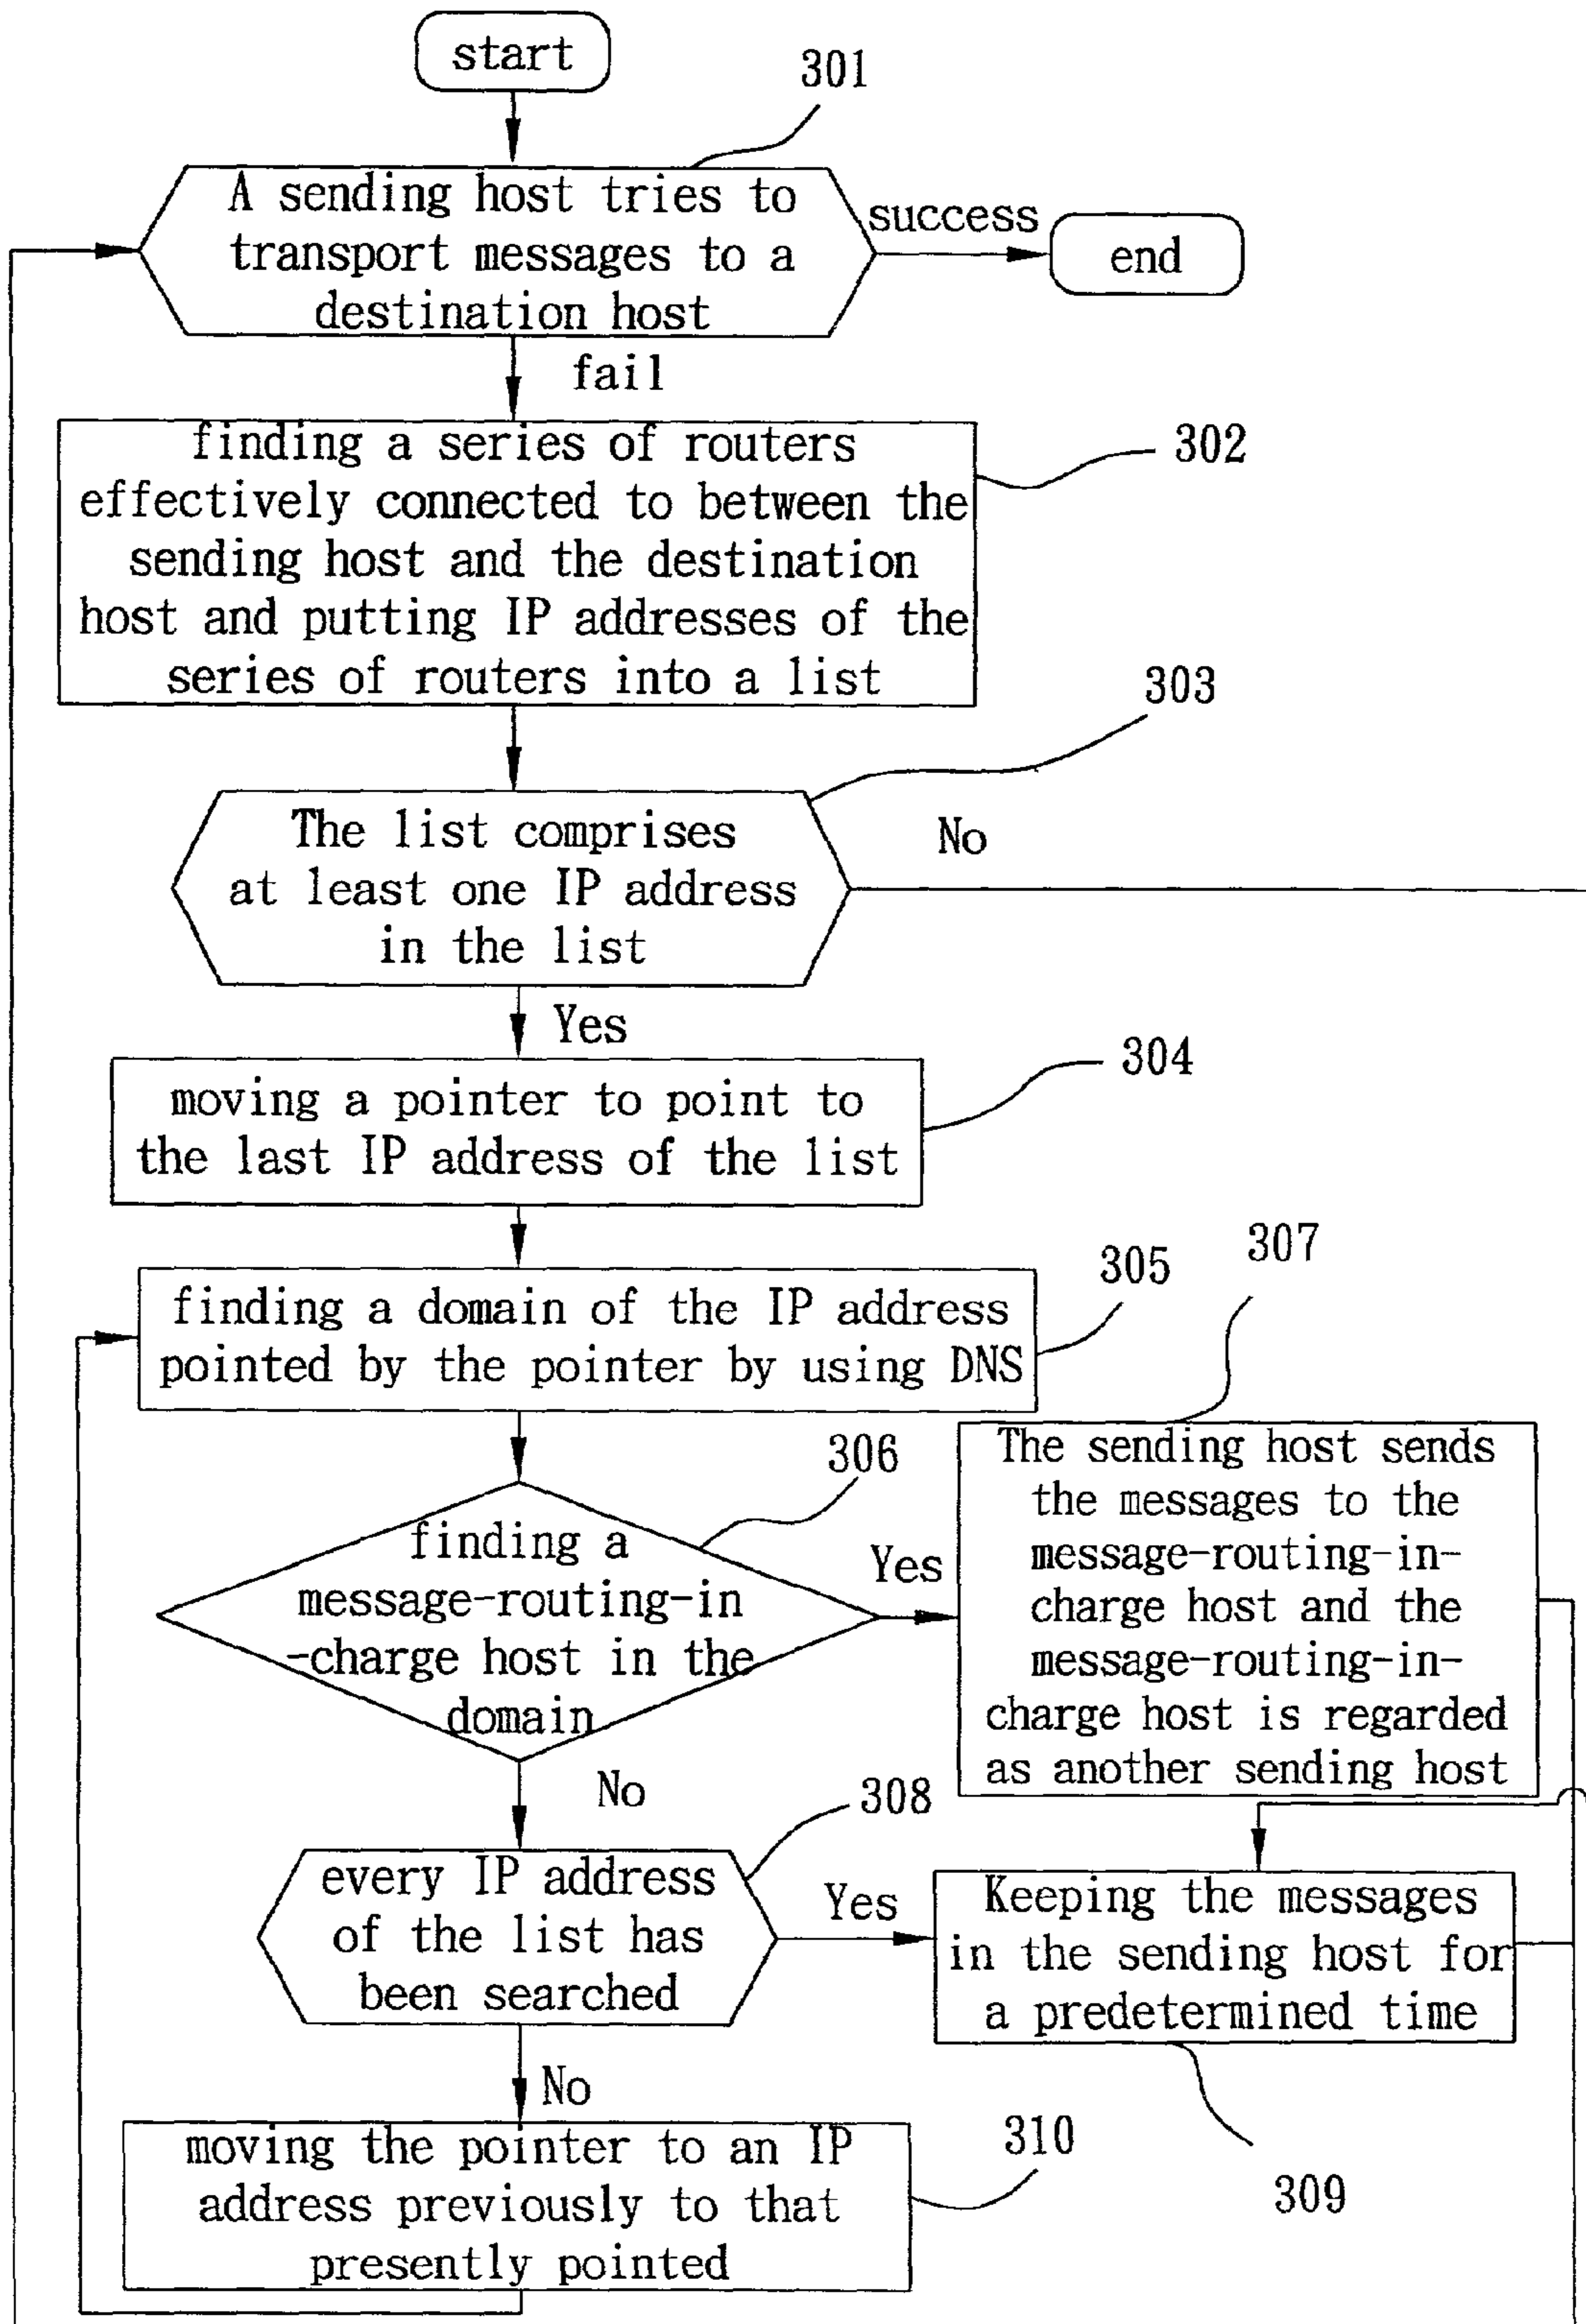 start
301
A sending host tries to
transport messages to a
destination host
success
end
fail
finding a series of routers
effectively connected to between the
sending host and the destination
host and putting IP addresses of the
series of routers into a list
302
303
The list comprises
at least one IP address
in the list
No
Yes
moving a pointer to point to
the last IP address of the list
304
finding a domain of the IP address
pointed by the pointer by using DNS
305
307
306
finding a
message-routing-in
-charge host in the
domain
Yes
The sending host sends
the messages to the
message-routing-in-
charge host and the
message-routing-in-
charge host is regarded
as another sending host
No
308
every IP address
of the list has
been searched
Yes
Keeping the messages
in the sending host for
a predetermined time
No
309
moving the pointer to an IP
address previously to that
presently pointed
310